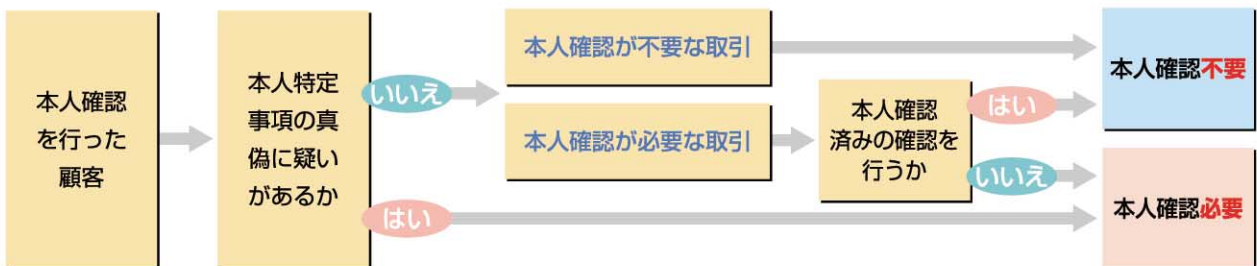 本人確認
を行った
顧客
本人特定
事項の真
偽に疑い
があるか
いいえ
はい
本人確認が不要な取引
本人確認が必要な取引
本人確認
済みの確認を
行うか
はい
いいえ
本人確認不要
本人確認必要